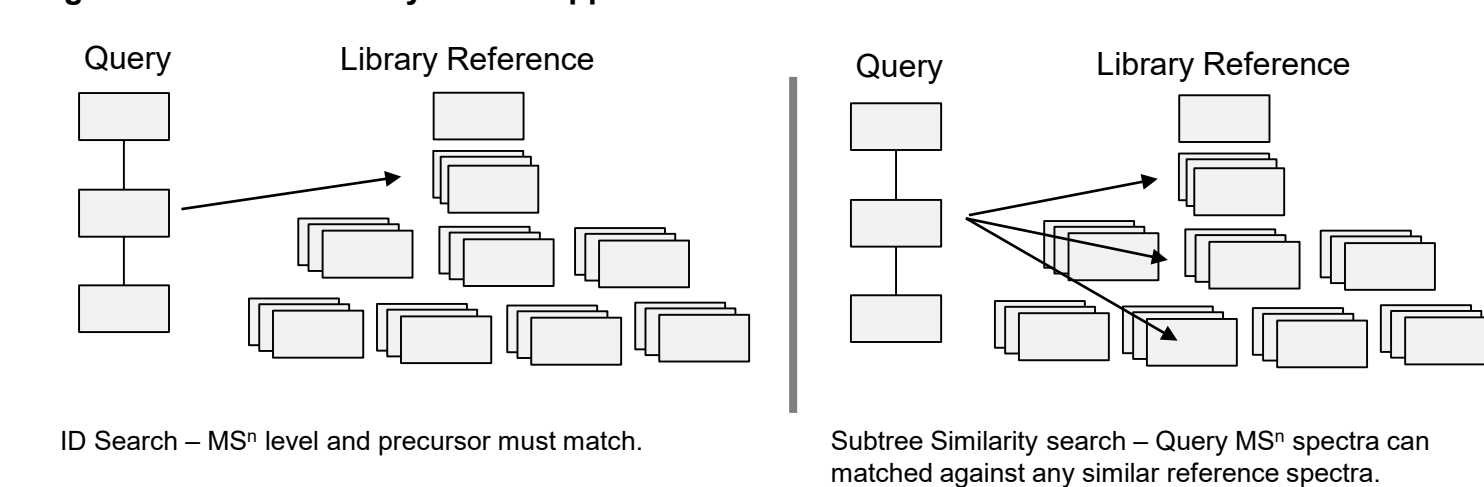 Query
Library Reference
ID Search – MSⁿ level and precursor must match.
Query
Library Reference
Subtree Similarity search – Query MSⁿ spectra can
matched against any similar reference spectra.